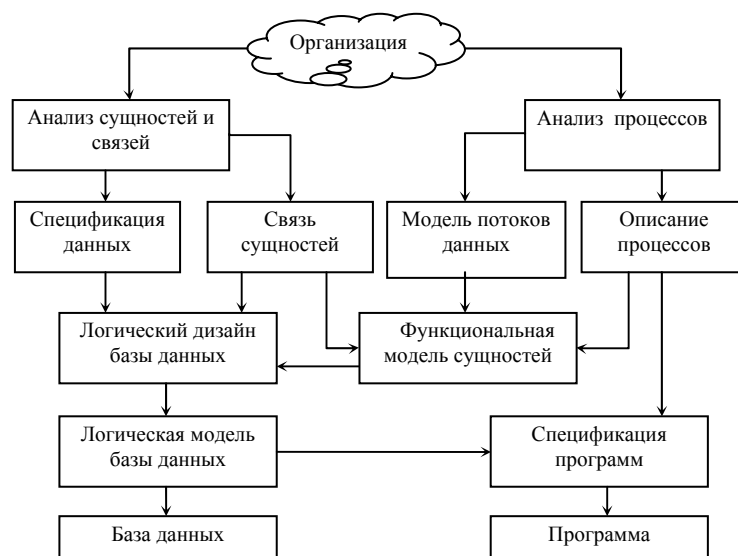 Организация
Анализ сущностей и
связей
Анализ процессов
Спецификация
данных
Связь
сущностей
Модель потоков
данных
Описание
процессов
Логический дизайн
базы данных
Функциональная
модель сущностей
Логическая модель
базы данных
Спецификация
программ
База данных
Программа